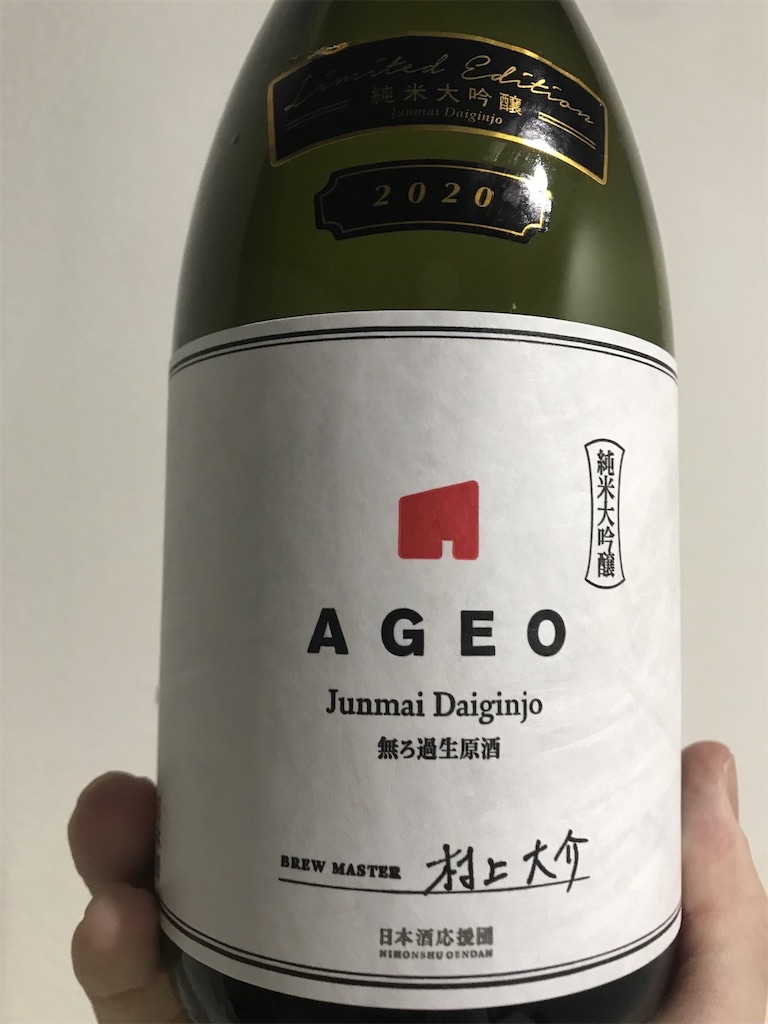 Limited Edition
純米大吟醸
Junmai Daiginjo
2020
純米大吟醸
AGEO
Junmai Daiginjo
無ろ過生原酒
BREW MASTER 村上大介
日本酒応援團
NIHONSHU OENDAN